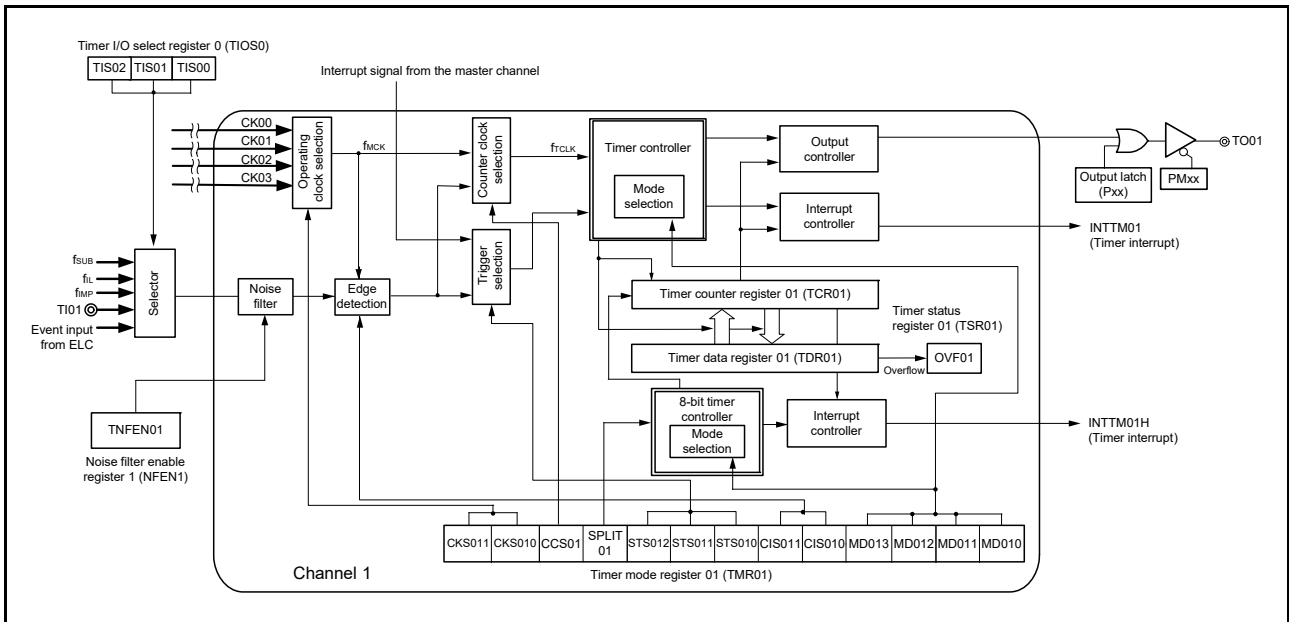 Timer I/O select register 0 (TIOS0)
TIS02 TIS01 TIS00
Interrupt signal from the master channel
CK00
CK01
CK02
CK03
Operating
clock selection
fMCK
Counter clock
selection
fTCLK
Timer controller
Mode
selection
Output
controller
TO01
Output latch
(Pxx)
PMxx
Interrupt
controller
INTTM01
(Timer interrupt)
Trigger
selection
fSUB
fIL
fIMP
TI01
Event input
from ELC
Selector
Noise
filter
Edge
detection
Timer counter register 01 (TCR01)
Timer status
register 01 (TSR01)
Timer data register 01 (TDR01)
Overflow
OVF01
8-bit timer
controller
Mode
selection
Interrupt
controller
INTTM01H
(Timer interrupt)
TNFEN01
Noise filter enable
register 1 (NFEN1)
CKS011 CKS010 CCS01 SPLIT
01 STS012 STS011 STS010 CIS011 CIS010 MD013 MD012 MD011 MD010
Channel 1
Timer mode register 01 (TMR01)